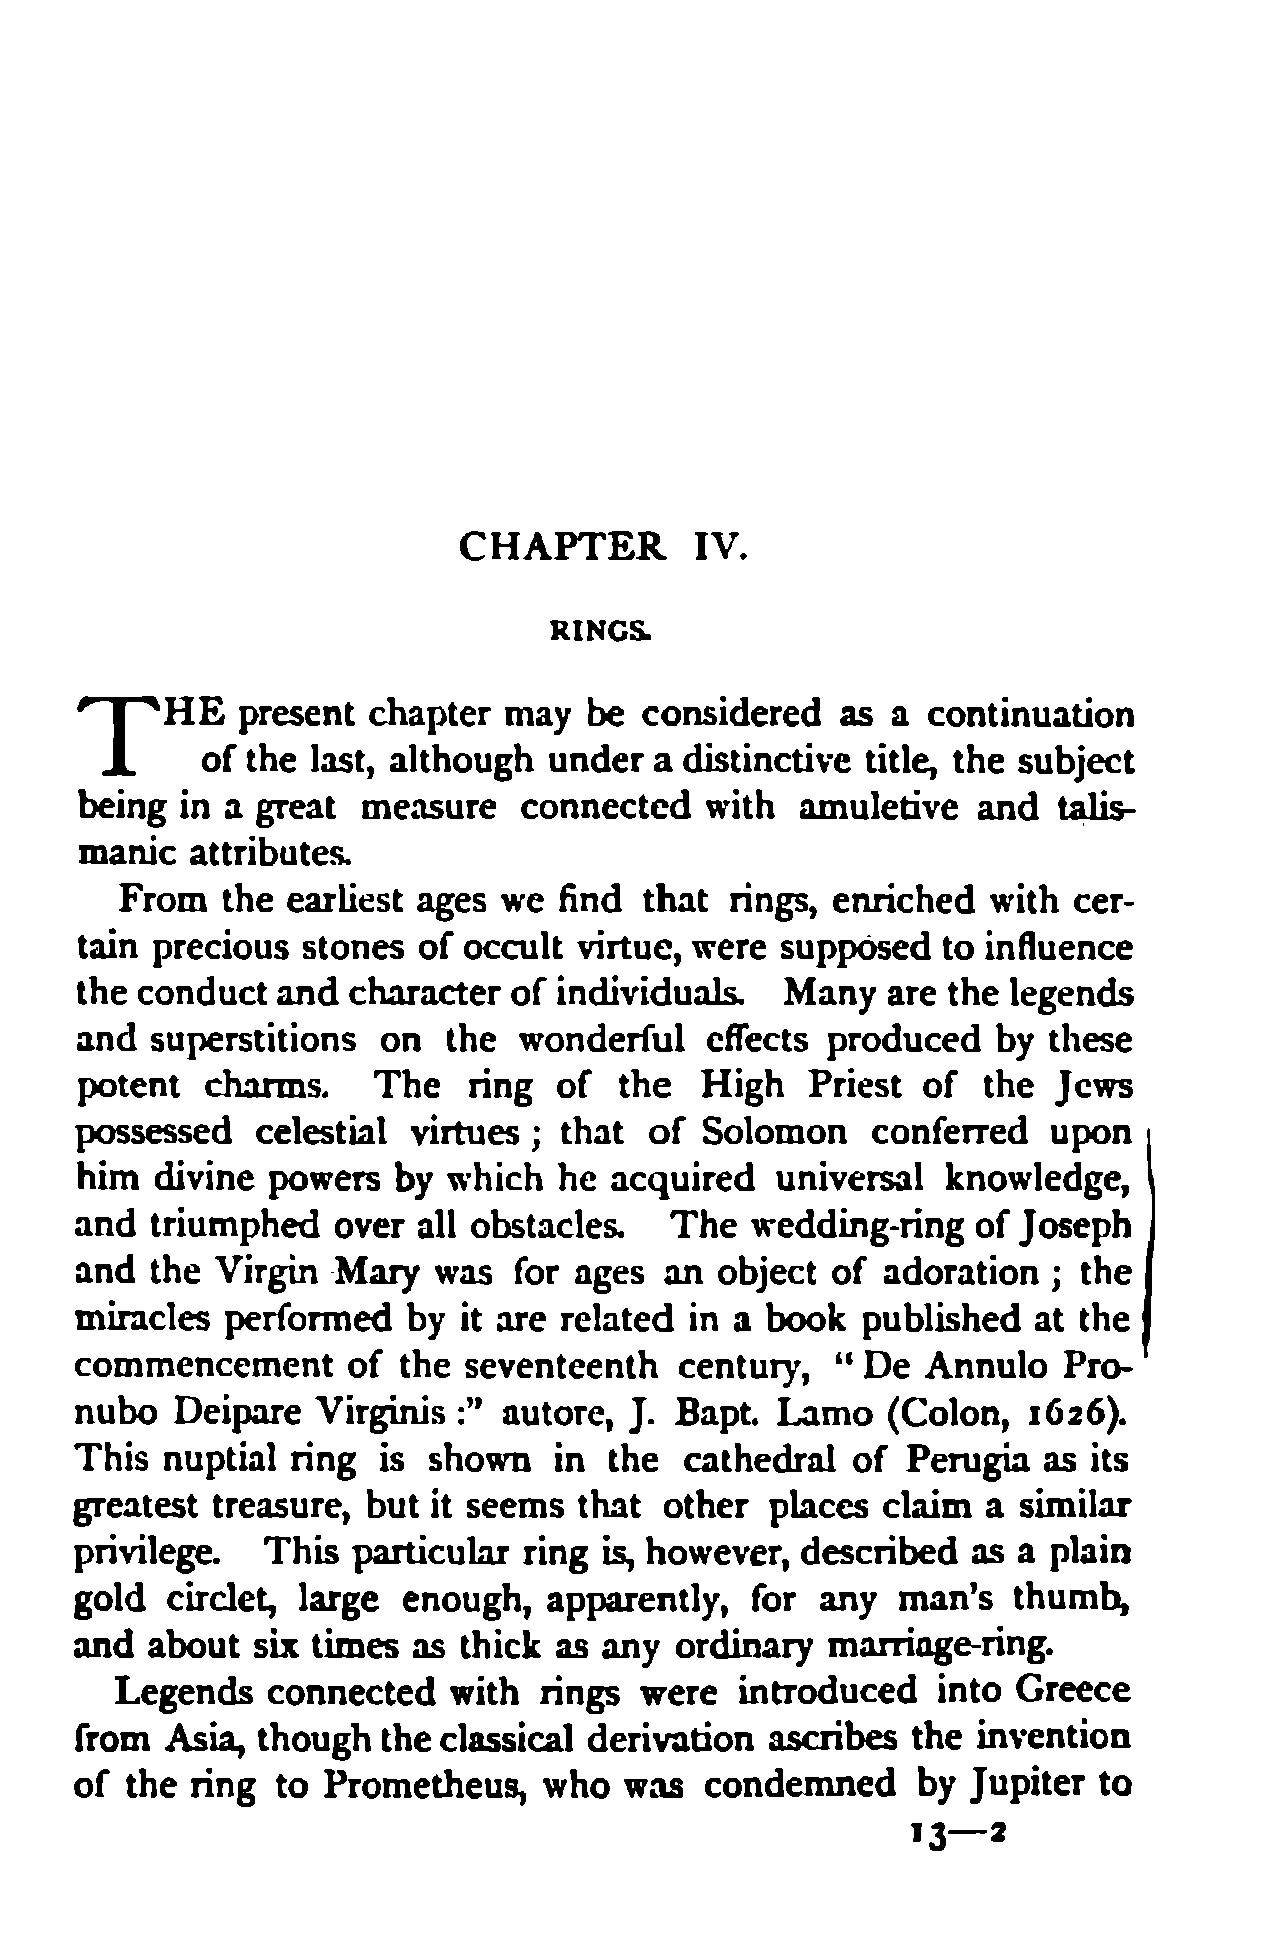 CHAPTER IV.
RINGS.
THE present chapter may be considered as a continuation
of the last, although under a distinctive title, the subject
being in a great measure connected with amuletive and talis-
manic attributes.
From the earliest ages we find that rings, enriched with cer-
tain precious stones of occult virtue, were supposed to influence
the conduct and character of individuals. Many are the legends
and superstitions on the wonderful effects produced by these
potent charms. The ring of the High Priest of the Jews
possessed celestial virtues ; that of Solomon conferred upon
him divine powers by which he acquired universal knowledge,
and triumphed over all obstacles. The wedding-ring of Joseph
and the Virgin Mary was for ages an object of adoration ; the
miracles performed by it are related in a book published at the
commencement of the seventeenth century, “ De Annulo Pro-
nubo Deipare Virginis :” autore, J. Bapt. Lamo (Colon, 1626).
This nuptial ring is shown in the cathedral of Perugia as its
greatest treasure, but it seems that other places claim a similar
privilege. This particular ring is, however, described as a plain
gold circlet, large enough, apparently, for any man’s thumb,
and about six times as thick as any ordinary marriage-ring.
Legends connected with rings were introduced into Greece
from Asia, though the classical derivation ascribes the invention
of the ring to Prometheus, who was condemned by Jupiter to
13—2